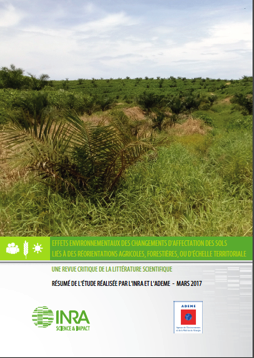 EFFETS ENVIRONNEMENTAUX DES CHANGEMENTS D'AFFECTATION DES SOLS
LIÉS À DES RÉORIENTATIONS AGRICOLES, FORESTIÈRES, OU D'ÉCHELLE TERRITORIALE
UNE REVUE CRITIQUE DE LA LITTÉRATURE SCIENTIFIQUE
RÉSUMÉ DE L'ÉTUDE RÉALISÉE PAR L'INRA ET L'ADEME - MARS 2017
INRA
SCIENCE & IMPACT
ADEME